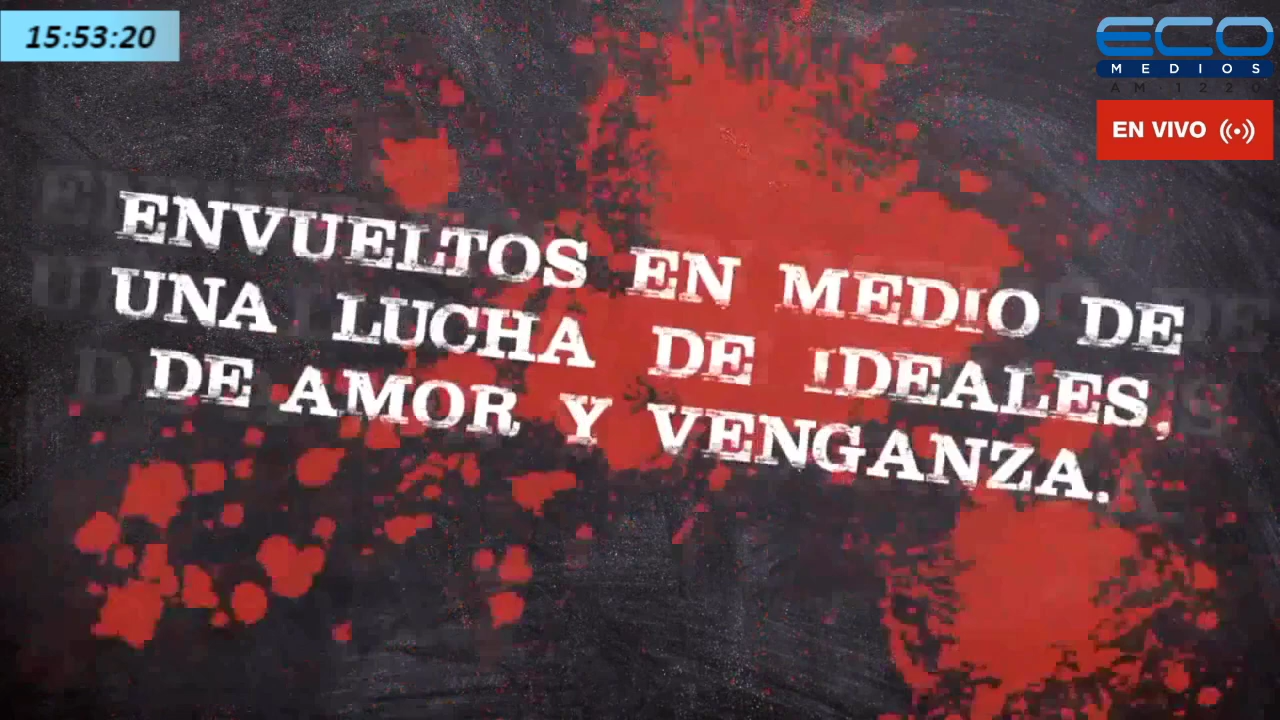 15:53:20
ECO
MEDIOS
AM 1220
EN VIVO
ENVUELTOS EN MEDIO DE
UNA LUCHA DE IDEALES,
DE AMOR Y VENGANZA.